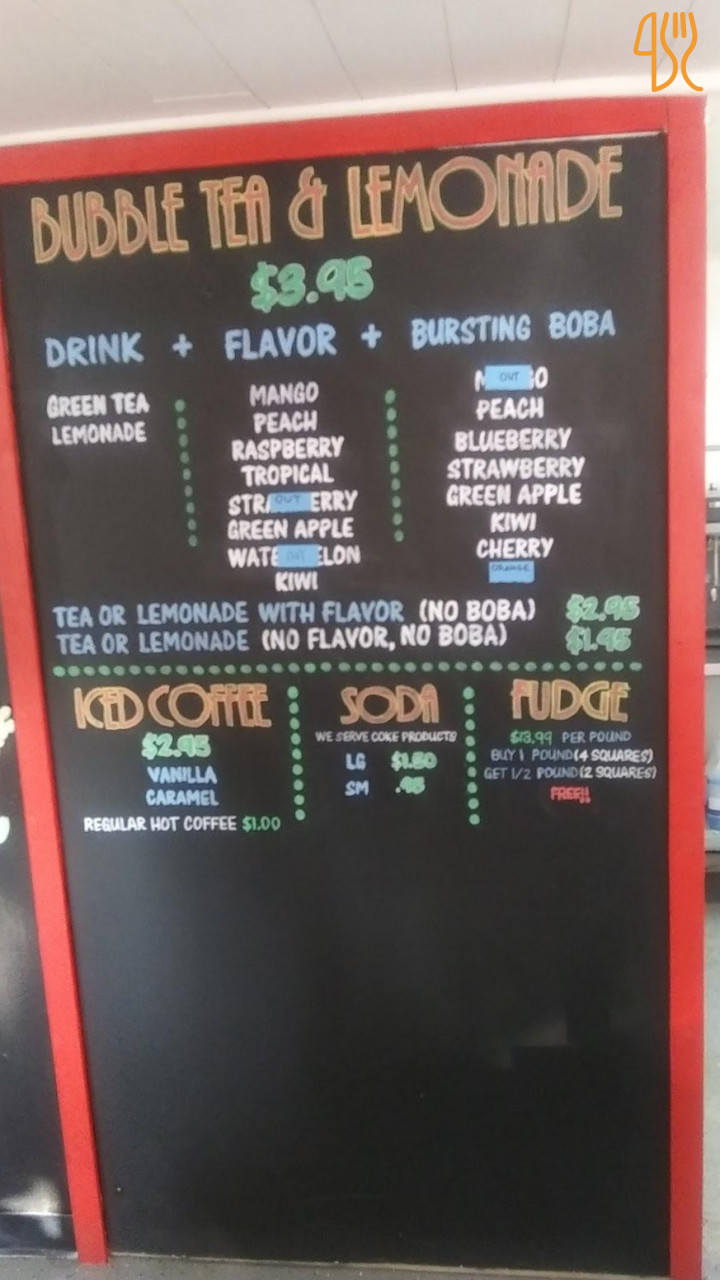 BUBBLE TEA & LEMONADE
$3.95
DRINK + FLAVOR + BURSTING BOBA
GREEN TEA
LEMONADE
MANGO
PEACH
RASPBERRY
TROPICAL
OUT
GREEN APPLE
OUT
KIWI
OUT
PEACH
BLUEBERRY
STRAWBERRY
GREEN APPLE
KIWI
CHERRY
ORANGE
TEA OR LEMONADE WITH FLAVOR (NO BOBA) $2.95
TEA OR LEMONADE (NO FLAVOR, NO BOBA) $1.95
ICED COFFEE
$2.95
VANILLA
CARAMEL
REGULAR HOT COFFEE $1.00
SODA
WE SERVE COKE PRODUCTS
LG $1.50
SM .95
FUDGE
$13.99 PER POUND
BUY 1 POUND (4 SQUARES)
GET 1/2 POUND (2 SQUARES)
FREE!!